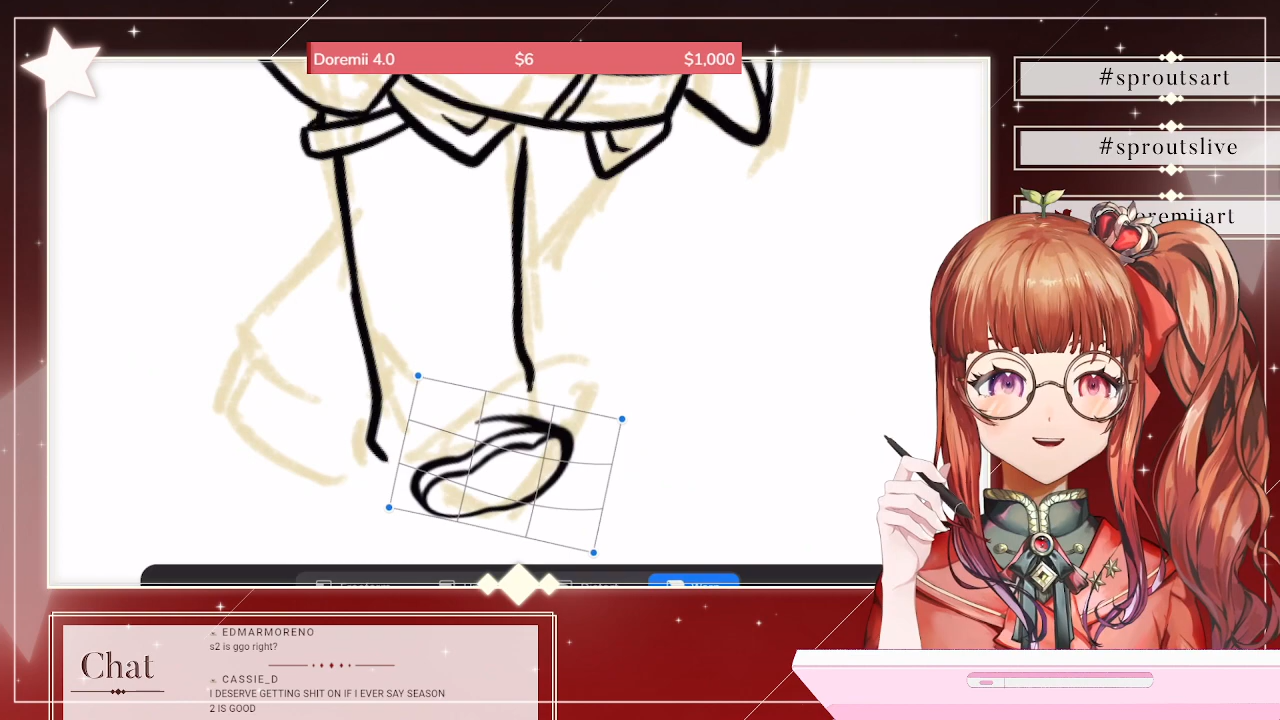 Doremii 4.0 $6 $1,000
#sproutsart
#sproutslive
oremiiart
Chat
EDMARMORENO
s2 is ggo right?
CASSIE_D
I DESERVE GETTING SHIT ON IF I EVER SAY SEASON
2 IS GOOD